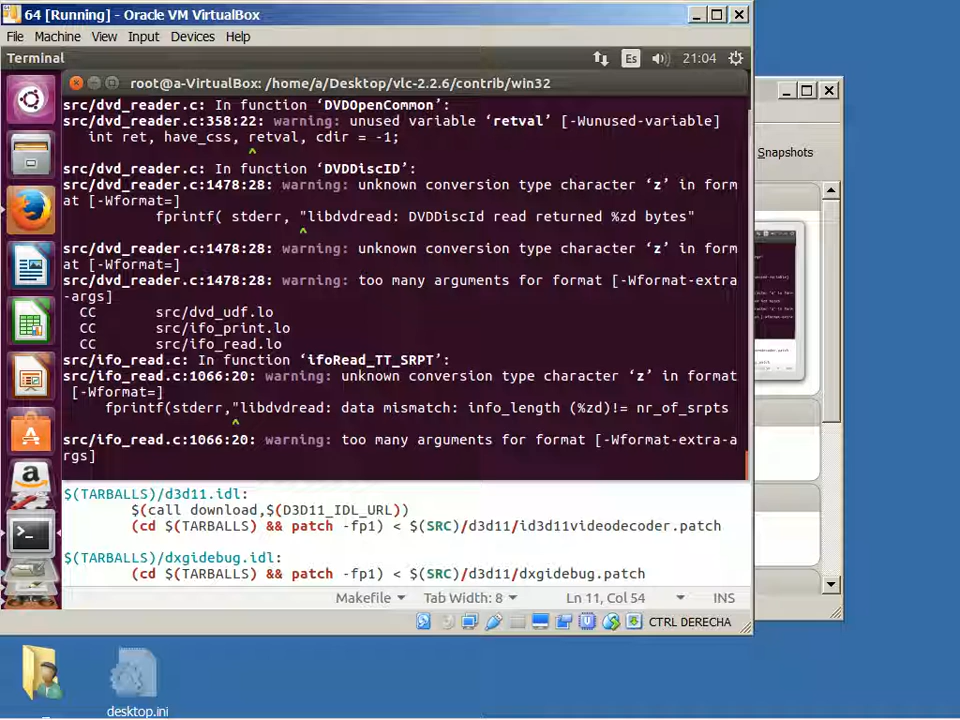 64 [Running] - Oracle VM VirtualBox
File Machine View Input Devices Help
Terminal
Es
21:04
root@a-VirtualBox: /home/a/Desktop/vlc-2.2.6/contrib/win32
src/dvd_reader.c: In function ‘DVDOpenCommon’:
src/dvd_reader.c:358:22: warning: unused variable ‘retval’ [-Wunused-variable]
int ret, have_css, retval, cdir = -1;
^
src/dvd_reader.c: In function ‘DVDDiscID’:
src/dvd_reader.c:1478:28: warning: unknown conversion type character ‘z’ in form
at [-Wformat=]
fprintf( stderr, "libdvdread: DVDDiscId read returned %zd bytes"
^
src/dvd_reader.c:1478:28: warning: unknown conversion type character ‘z’ in form
at [-Wformat=]
src/dvd_reader.c:1478:28: warning: too many arguments for format [-Wformat-extra
-args]
CC src/dvd_udf.lo
CC src/ifo_print.lo
CC src/ifo_read.lo
src/ifo_read.c: In function ‘ifoRead_TT_SRPT’:
src/ifo_read.c:1066:20: warning: unknown conversion type character ‘z’ in format
[-Wformat=]
fprintf(stderr,"libdvdread: data mismatch: info_length (%zd)!= nr_of_srpts
^
src/ifo_read.c:1066:20: warning: too many arguments for format [-Wformat-extra-a
rgs]
$(TARBALLS)/d3d11.idl:
$(call download,$(D3D11_IDL_URL))
(cd $(TARBALLS) && patch -fp1) < $(SRC)/d3d11/id3d11videodecoder.patch
$(TARBALLS)/dxgidebug.idl:
(cd $(TARBALLS) && patch -fp1) < $(SRC)/d3d11/dxgidebug.patch
Makefile Tab Width: 8 Ln 11, Col 54 INS
CTRL DERECHA
Snapshots
desktop.ini